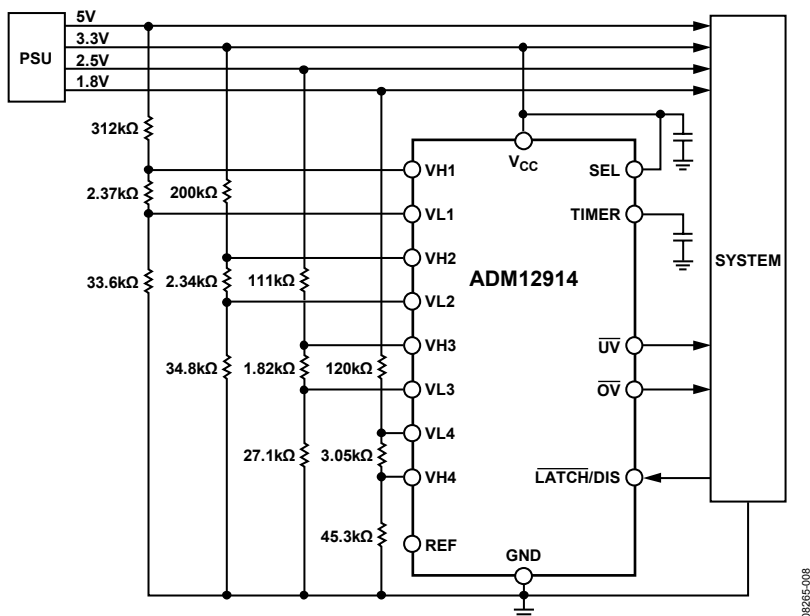 5V
3.3V
2.5V
1.8V
PSU
312kΩ
2.37kΩ
33.6kΩ
200kΩ
2.34kΩ
34.8kΩ
111kΩ
1.82kΩ
27.1kΩ
120kΩ
3.05kΩ
45.3kΩ
VCC
VH1
VL1
VH2
VL2
VH3
VL3
VL4
VH4
REF
ADM12914
SEL
TIMER
UV
OV
LATCH/DIS
GND
SYSTEM
08265-008